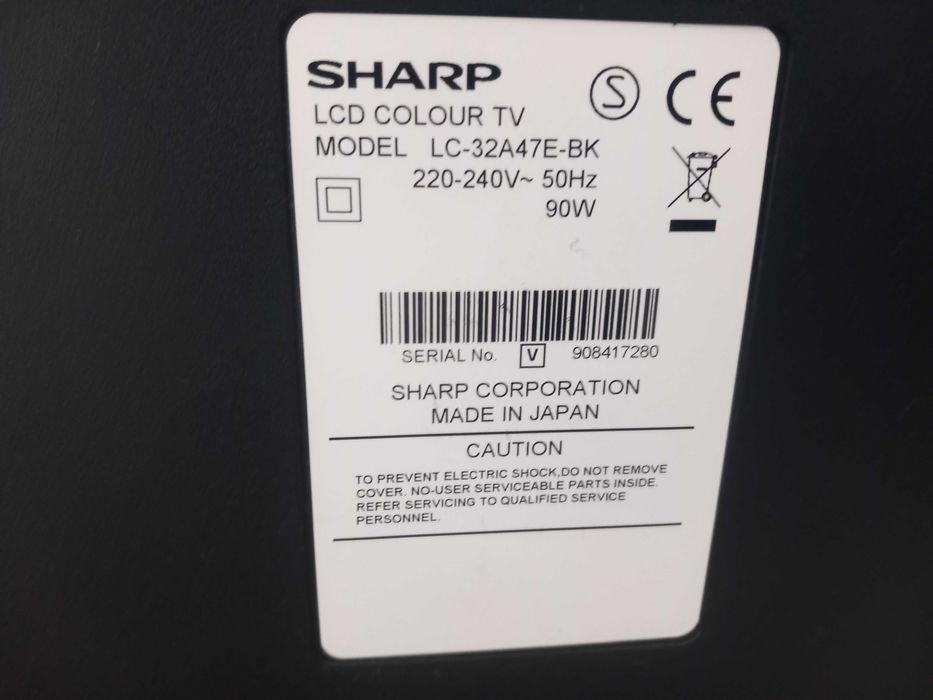 SHARP
LCD COLOUR TV
MODEL LC-32A47E-BK
220-240V~ 50Hz
90W
S
CE
SERIAL No. V 908417280
SHARP CORPORATION
MADE IN JAPAN
CAUTION
TO PREVENT ELECTRIC SHOCK,DO NOT REMOVE
COVER. NO-USER SERVICEABLE PARTS INSIDE.
REFER SERVICING TO QUALIFIED SERVICE
PERSONNEL.